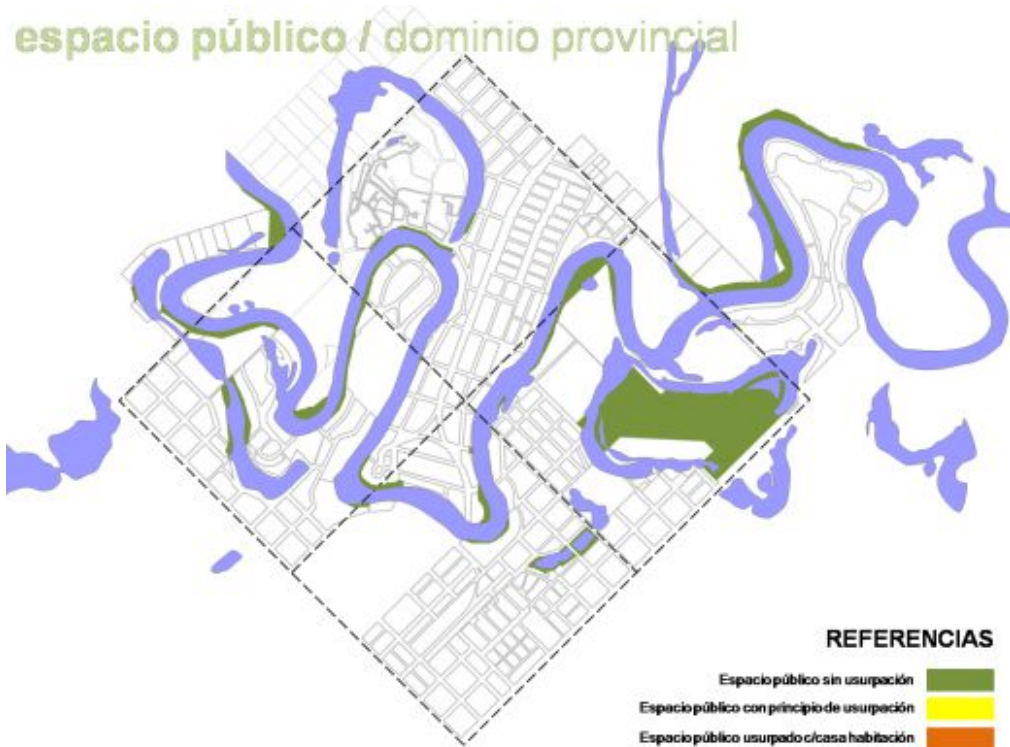 espacio público / dominio provincial
REFERENCIAS
Espacio público sin usurpación
Espacio público con principio de usurpación
Espacio público usurpado c/casa habitación